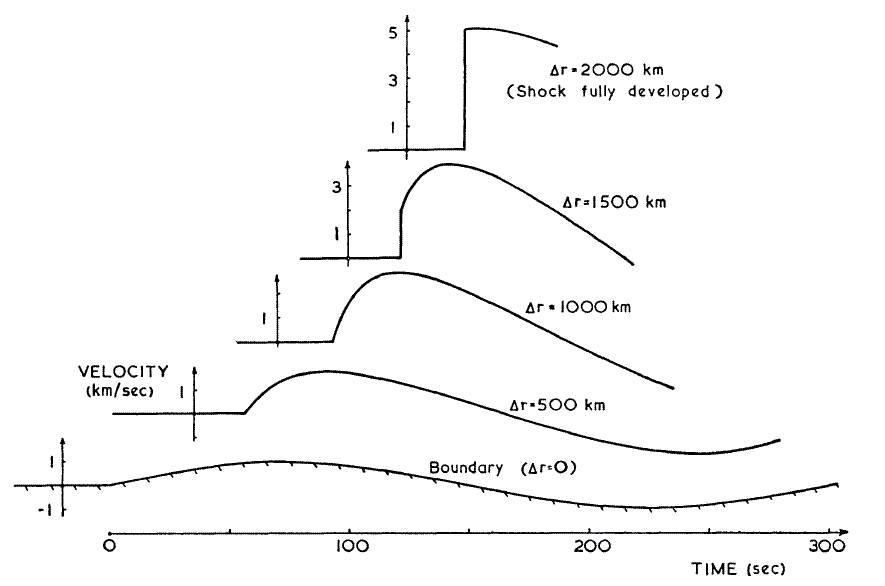 5
3
1
Δr=2000 km
(Shock fully developed)
3
1
Δr=1500 km
1
Δr=1000 km
VELOCITY
(km/sec)
1
Δr=500 km
1
-1
Boundary (Δr=0)
0 100 200 300
TIME (sec)